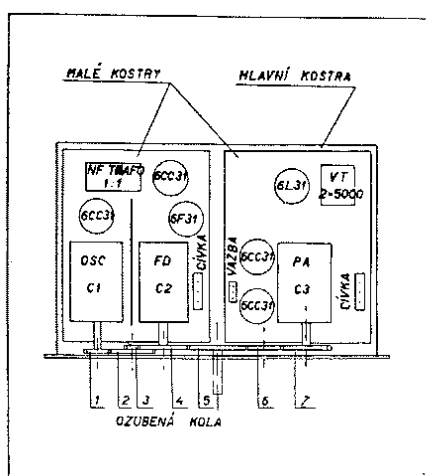 MALÉ KOSTRY
HLAVNÍ KOSTRA
NF TRAFO
1:1
6CC31
6L31
VT
2-5000
6CC31
6F31
OSC
C1
FD
C2
CÍVKA
VAZBA
6CC31
6CC31
PA
C3
CÍVKA
1 2 3 4 5 6 7
OZUBENÁ KOLA